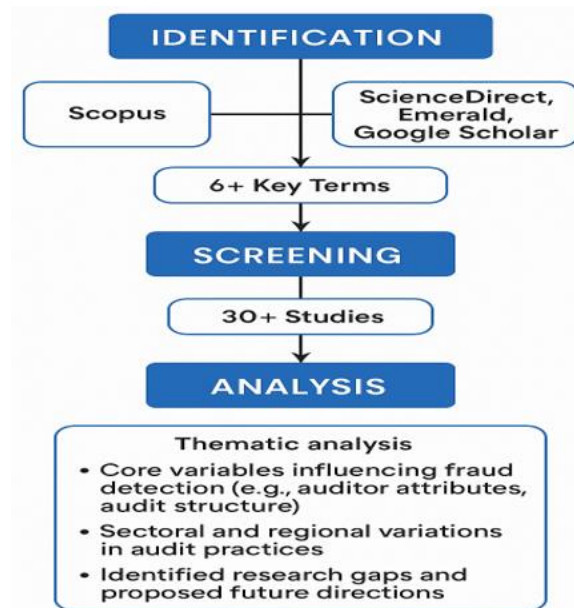 IDENTIFICATION
Scopus
ScienceDirect,
Emerald,
Google Scholar
6+ Key Terms
SCREENING
30+ Studies
ANALYSIS
Thematic analysis
• Core variables influencing fraud
detection (e.g., auditor attributes,
audit structure)
• Sectoral and regional variations
in audit practices
• Identified research gaps and
proposed future directions